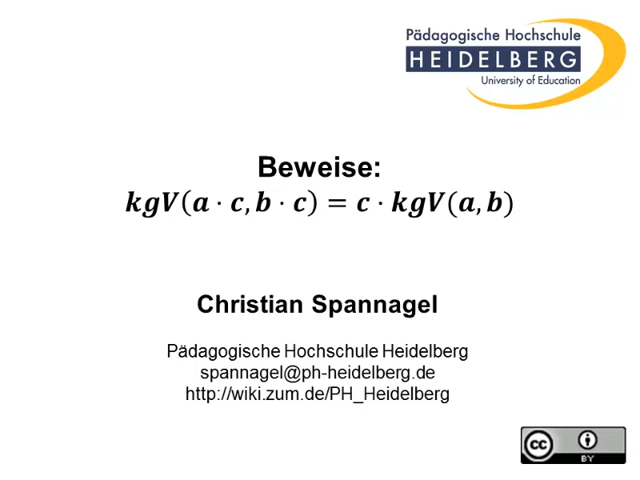 Pädagogische Hochschule
HEIDELBERG
University of Education
Beweise:
kgV(a · c, b · c) = c · kgV(a, b)
Christian Spannagel
Pädagogische Hochschule Heidelberg
spannagel@ph-heidelberg.de
http://wiki.zum.de/PH_Heidelberg
cc
BY